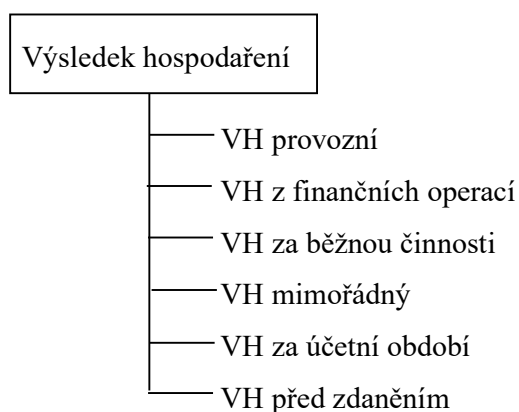 Výsledek hospodaření
VH provozní
VH z finančních operací
VH za běžnou činnosti
VH mimořádný
VH za účetní období
VH před zdaněním